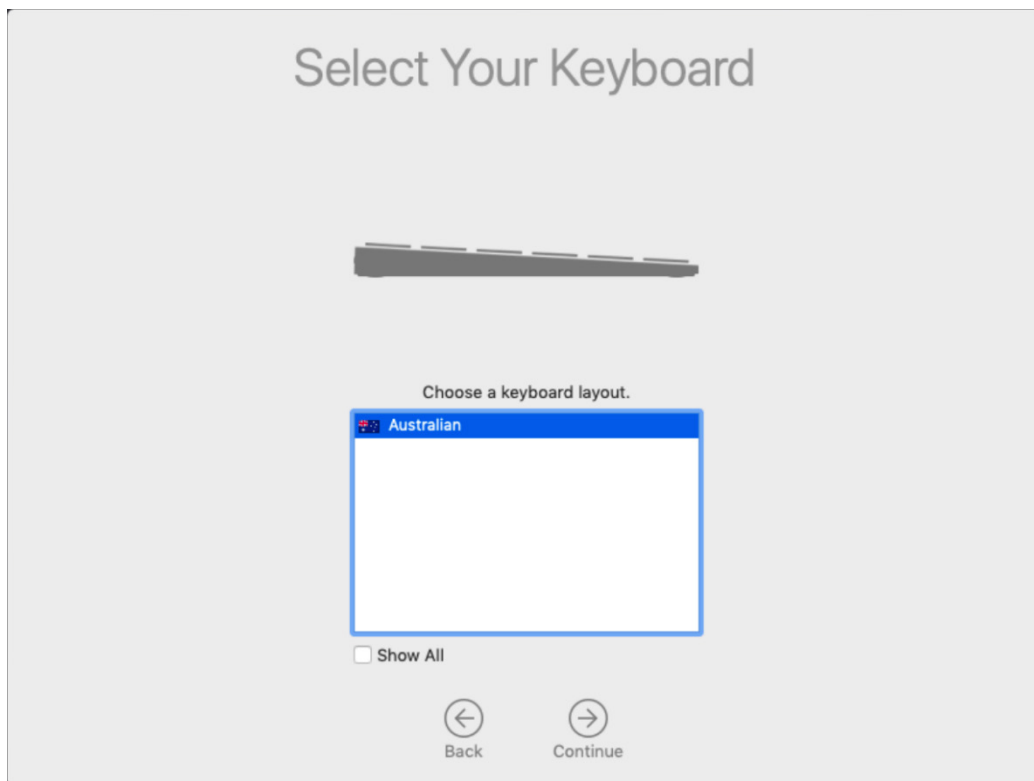 Select Your Keyboard
Choose a keyboard layout.
Australian
Show All
Back
Continue